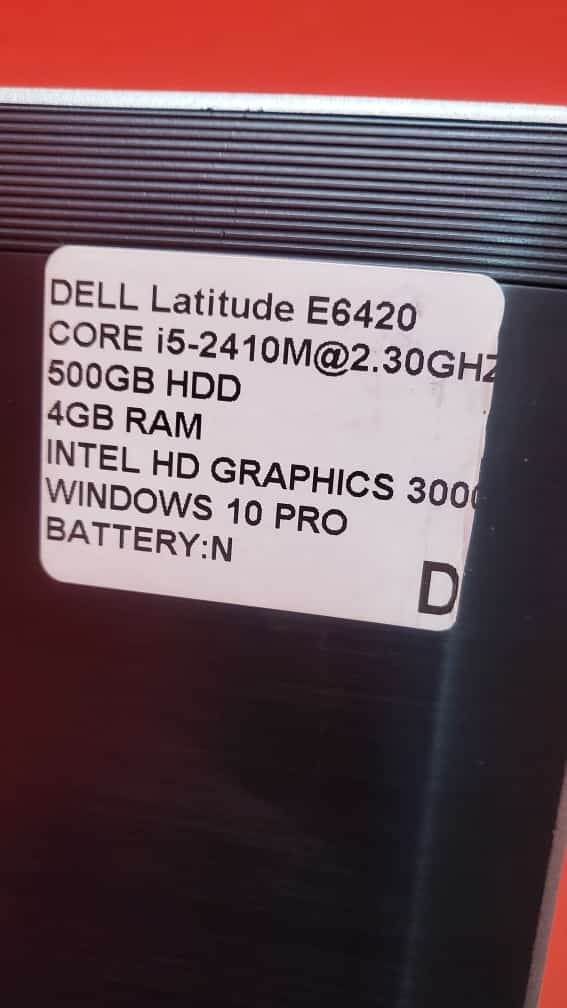 DELL Latitude E6420
CORE i5-2410M@2.30GHZ
500GB HDD
4GB RAM
INTEL HD GRAPHICS 3000
WINDOWS 10 PRO
BATTERY:N
D